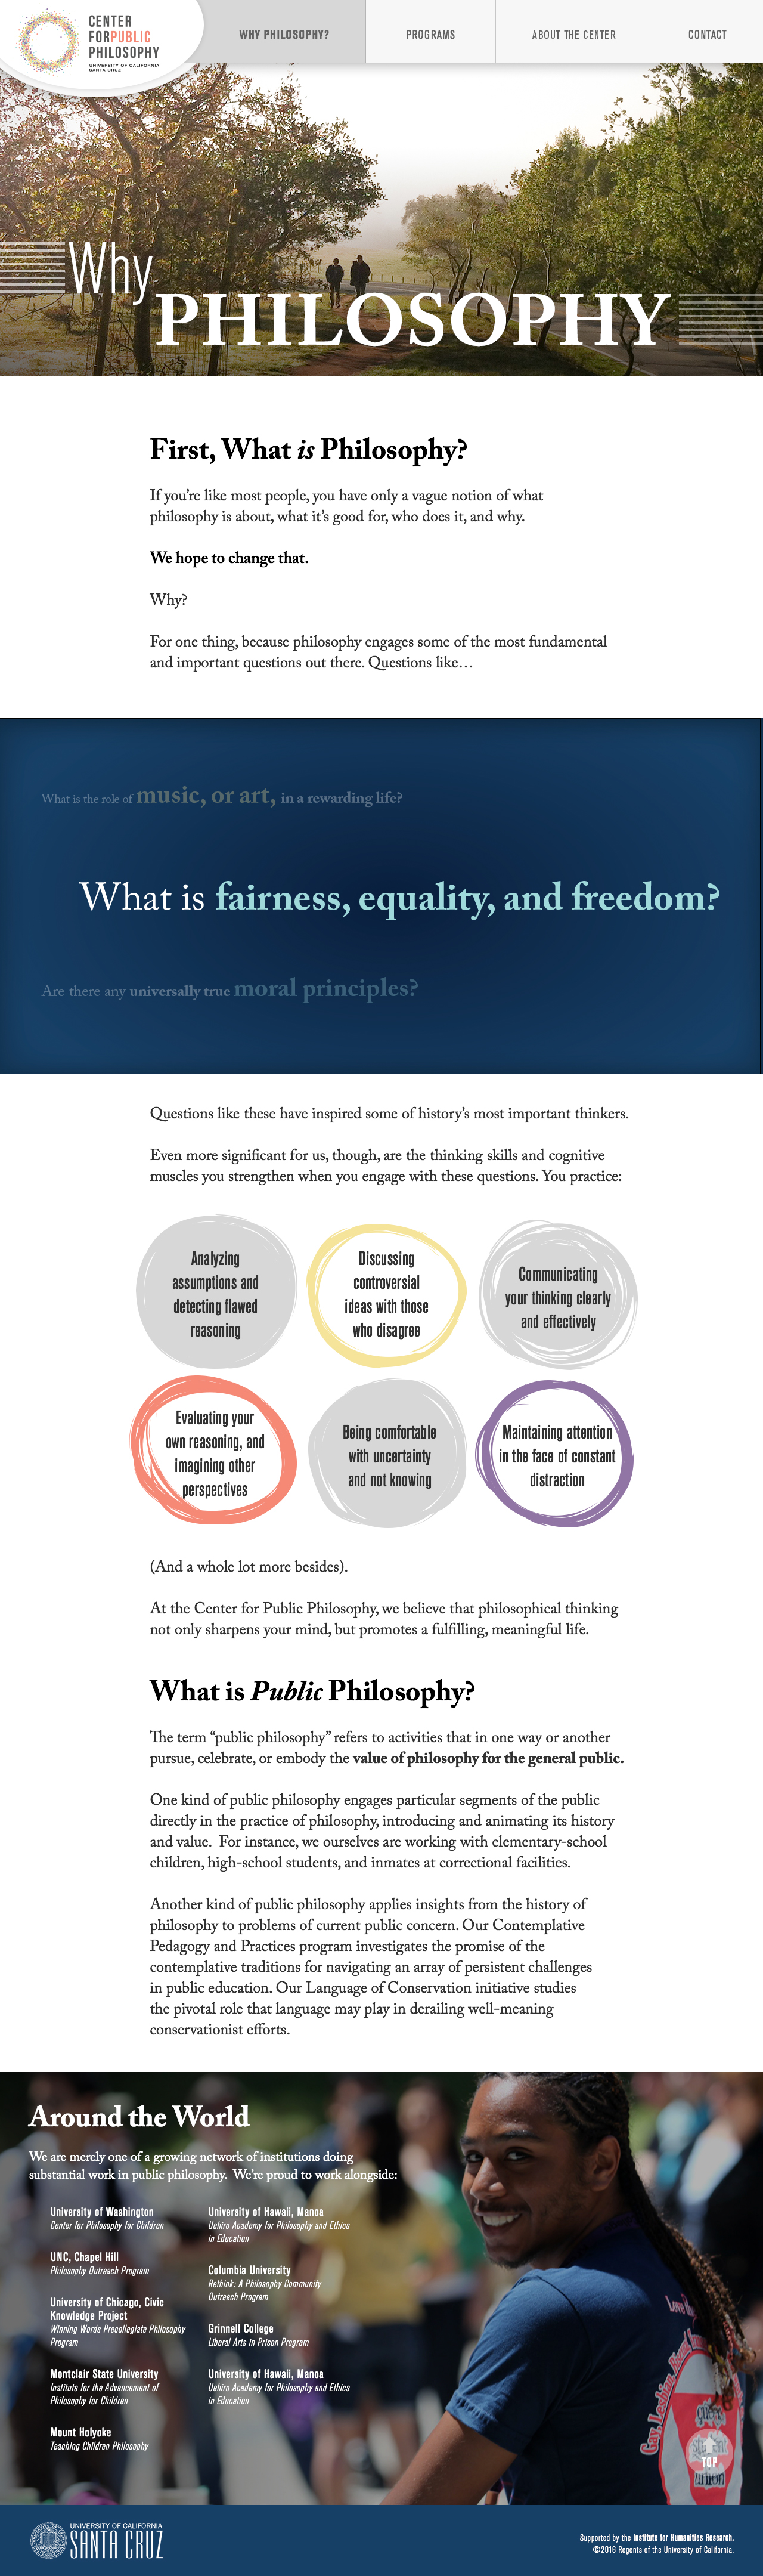 CENTER
FORPUBLIC
PHILOSOPHY
UNIVERSITY OF CALIFORNIA
SANTA CRUZ
WHY PHILOSOPHY?
PROGRAMS
ABOUT THE CENTER
CONTACT
Why
PHILOSOPHY
First, What is Philosophy?
If you’re like most people, you have only a vague notion of what
philosophy is about, what it’s good for, who does it, and why.
We hope to change that.
Why?
For one thing, because philosophy engages some of the most fundamental
and important questions out there. Questions like…
What is the role of music, or art, in a rewarding life?
What is fairness, equality, and freedom?
Are there any universally true moral principles?
Questions like these have inspired some of history’s most important thinkers.
Even more significant for us, though, are the thinking skills and cognitive
muscles you strengthen when you engage with these questions. You practice:
Analyzing
assumptions and
detecting flawed
reasoning
Discussing
controversial
ideas with those
who disagree
Communicating
your thinking clearly
and effectively
Evaluating your
own reasoning, and
imagining other
perspectives
Being comfortable
with uncertainty
and not knowing
Maintaining attention
in the face of constant
distraction
(And a whole lot more besides).
At the Center for Public Philosophy, we believe that philosophical thinking
not only sharpens your mind, but promotes a fulfilling, meaningful life.
What is Public Philosophy?
The term “public philosophy” refers to activities that in one way or another
pursue, celebrate, or embody the value of philosophy for the general public.
One kind of public philosophy engages particular segments of the public
directly in the practice of philosophy, introducing and animating its history
and value.  For instance, we ourselves are working with elementary-school
children, high-school students, and inmates at correctional facilities.
Another kind of public philosophy applies insights from the history of
philosophy to problems of current public concern. Our Contemplative
Pedagogy and Practices program investigates the promise of the
contemplative traditions for navigating an array of persistent challenges
in public education. Our Language of Conservation initiative studies
the pivotal role that language may play in derailing well-meaning
conservationist efforts.
Around the World
We are merely one of a growing network of institutions doing
substantial work in public philosophy.  We’re proud to work alongside:
University of Washington
Center for Philosophy for Children
UNC, Chapel Hill
Philosophy Outreach Program
University of Chicago, Civic
Knowledge Project
Winning Words Precollegiate Philosophy
Program
Montclair State University
Institute for the Advancement of
Philosophy for Children
Mount Holyoke
Teaching Children Philosophy
University of Hawaii, Manoa
Uehiro Academy for Philosophy and Ethics
in Education
Columbia University
Rethink: A Philosophy Community
Outreach Program
Grinnell College
Liberal Arts in Prison Program
University of Hawaii, Manoa
Uehiro Academy for Philosophy and Ethics
in Education
Love
Gay, Lesbian,
queer
student
union
TOP
UNIVERSITY OF CALIFORNIA
SANTA CRUZ
Supported by the Institute for Humanities Research.
©2016 Regents of the University of California.